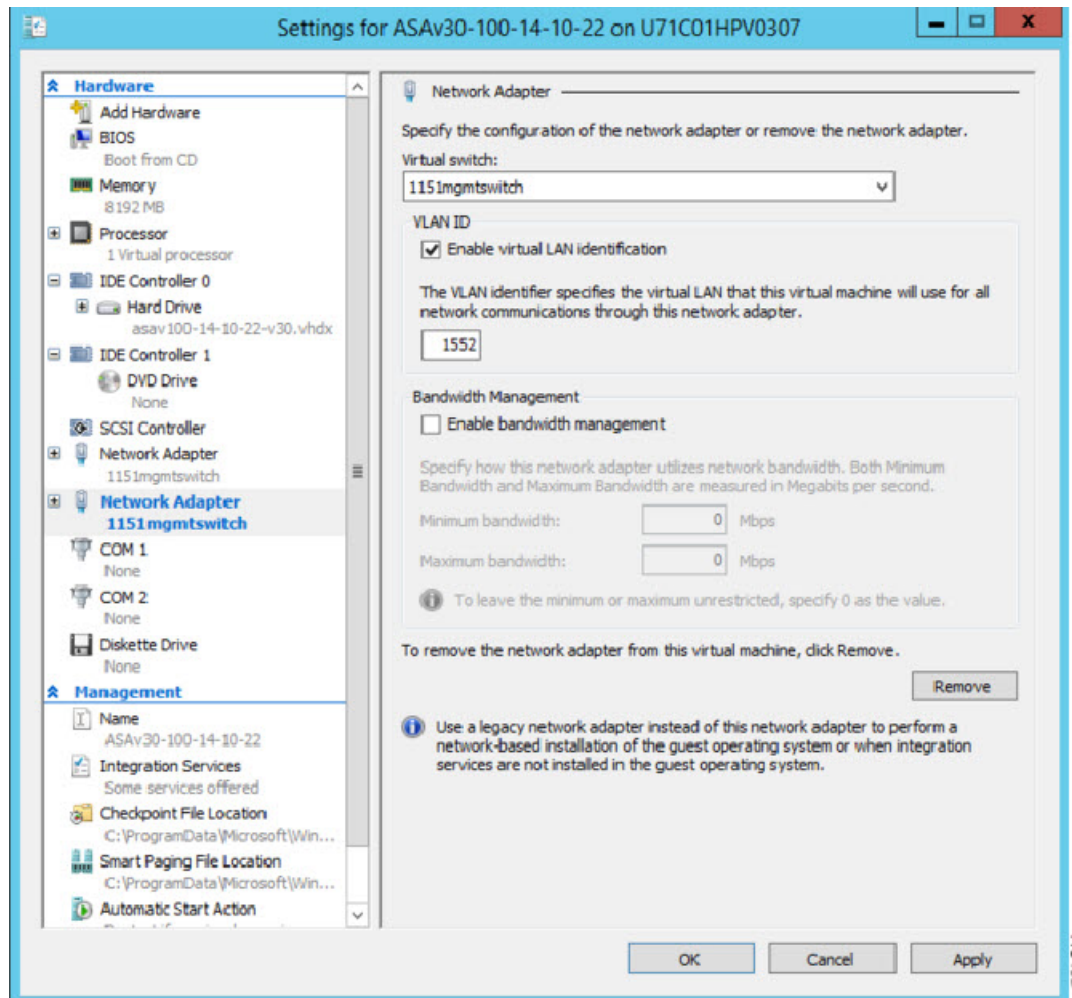 Settings for ASAv30-100-14-10-22 on U71C01HPV0307
Hardware
Add Hardware
BIOS
Boot from CD
Memory
8192 MB
Processor
1 Virtual processor
IDE Controller 0
Hard Drive
asav100-14-10-22-v30.vhdx
IDE Controller 1
DVD Drive
None
SCSI Controller
Network Adapter
1151mgmtswitch
Network Adapter
1151mgmtswitch
COM 1
None
COM 2
None
Diskette Drive
None
Management
Name
ASAv30-100-14-10-22
Integration Services
Some services offered
Checkpoint File Location
C:\ProgramData\Microsoft\Win...
Smart Paging File Location
C:\ProgramData\Microsoft\Win...
Automatic Start Action
Network Adapter
Specify the configuration of the network adapter or remove the network adapter.
Virtual switch:
1151mgmtswitch
VLAN ID
Enable virtual LAN identification
The VLAN identifier specifies the virtual LAN that this virtual machine will use for all
network communications through this network adapter.
1552
Bandwidth Management
Enable bandwidth management
Specify how this network adapter utilizes network bandwidth. Both Minimum
Bandwidth and Maximum Bandwidth are measured in Megabits per second.
Minimum bandwidth: 0 Mbps
Maximum bandwidth: 0 Mbps
To leave the minimum or maximum unrestricted, specify 0 as the value.
To remove the network adapter from this virtual machine, click Remove.
Remove
Use a legacy network adapter instead of this network adapter to perform a
network-based installation of the guest operating system or when integration
services are not installed in the guest operating system.
OK Cancel Apply